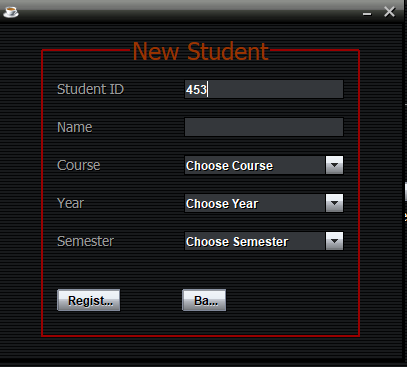 New Student
Student ID 453
Name
Course Choose Course
Year Choose Year
Semester Choose Semester
Regist... Ba...